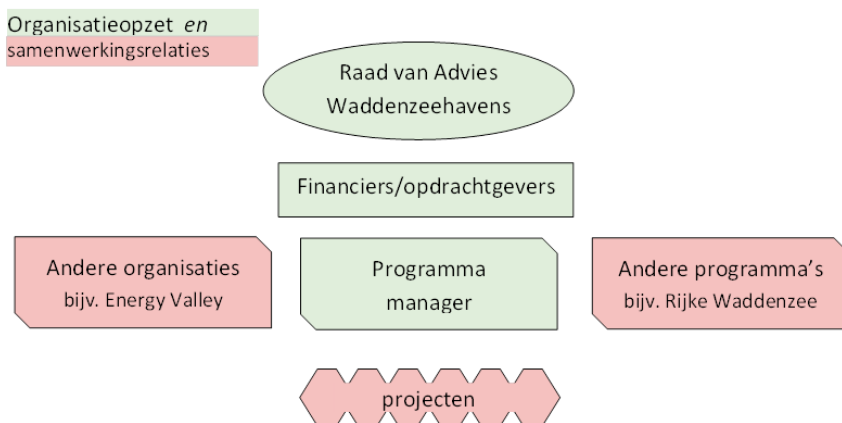 Organisatieopzet en
samenwerkingsrelaties
Raad van Advies
Waddenzeehavens
Financiers/opdrachtgevers
Andere organisaties
bijv. Energy Valley
Programma
manager
Andere programma's
bijv. Rijke Waddenzee
projecten